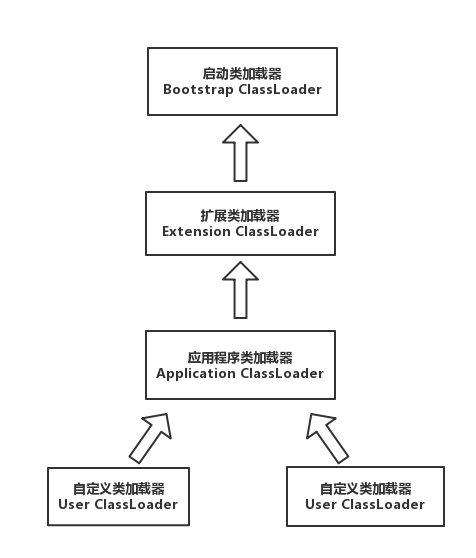 启动类加载器
Bootstrap ClassLoader
扩展类加载器
Extension ClassLoader
应用程序类加载器
Application ClassLoader
自定义类加载器
User ClassLoader
自定义类加载器
User ClassLoader